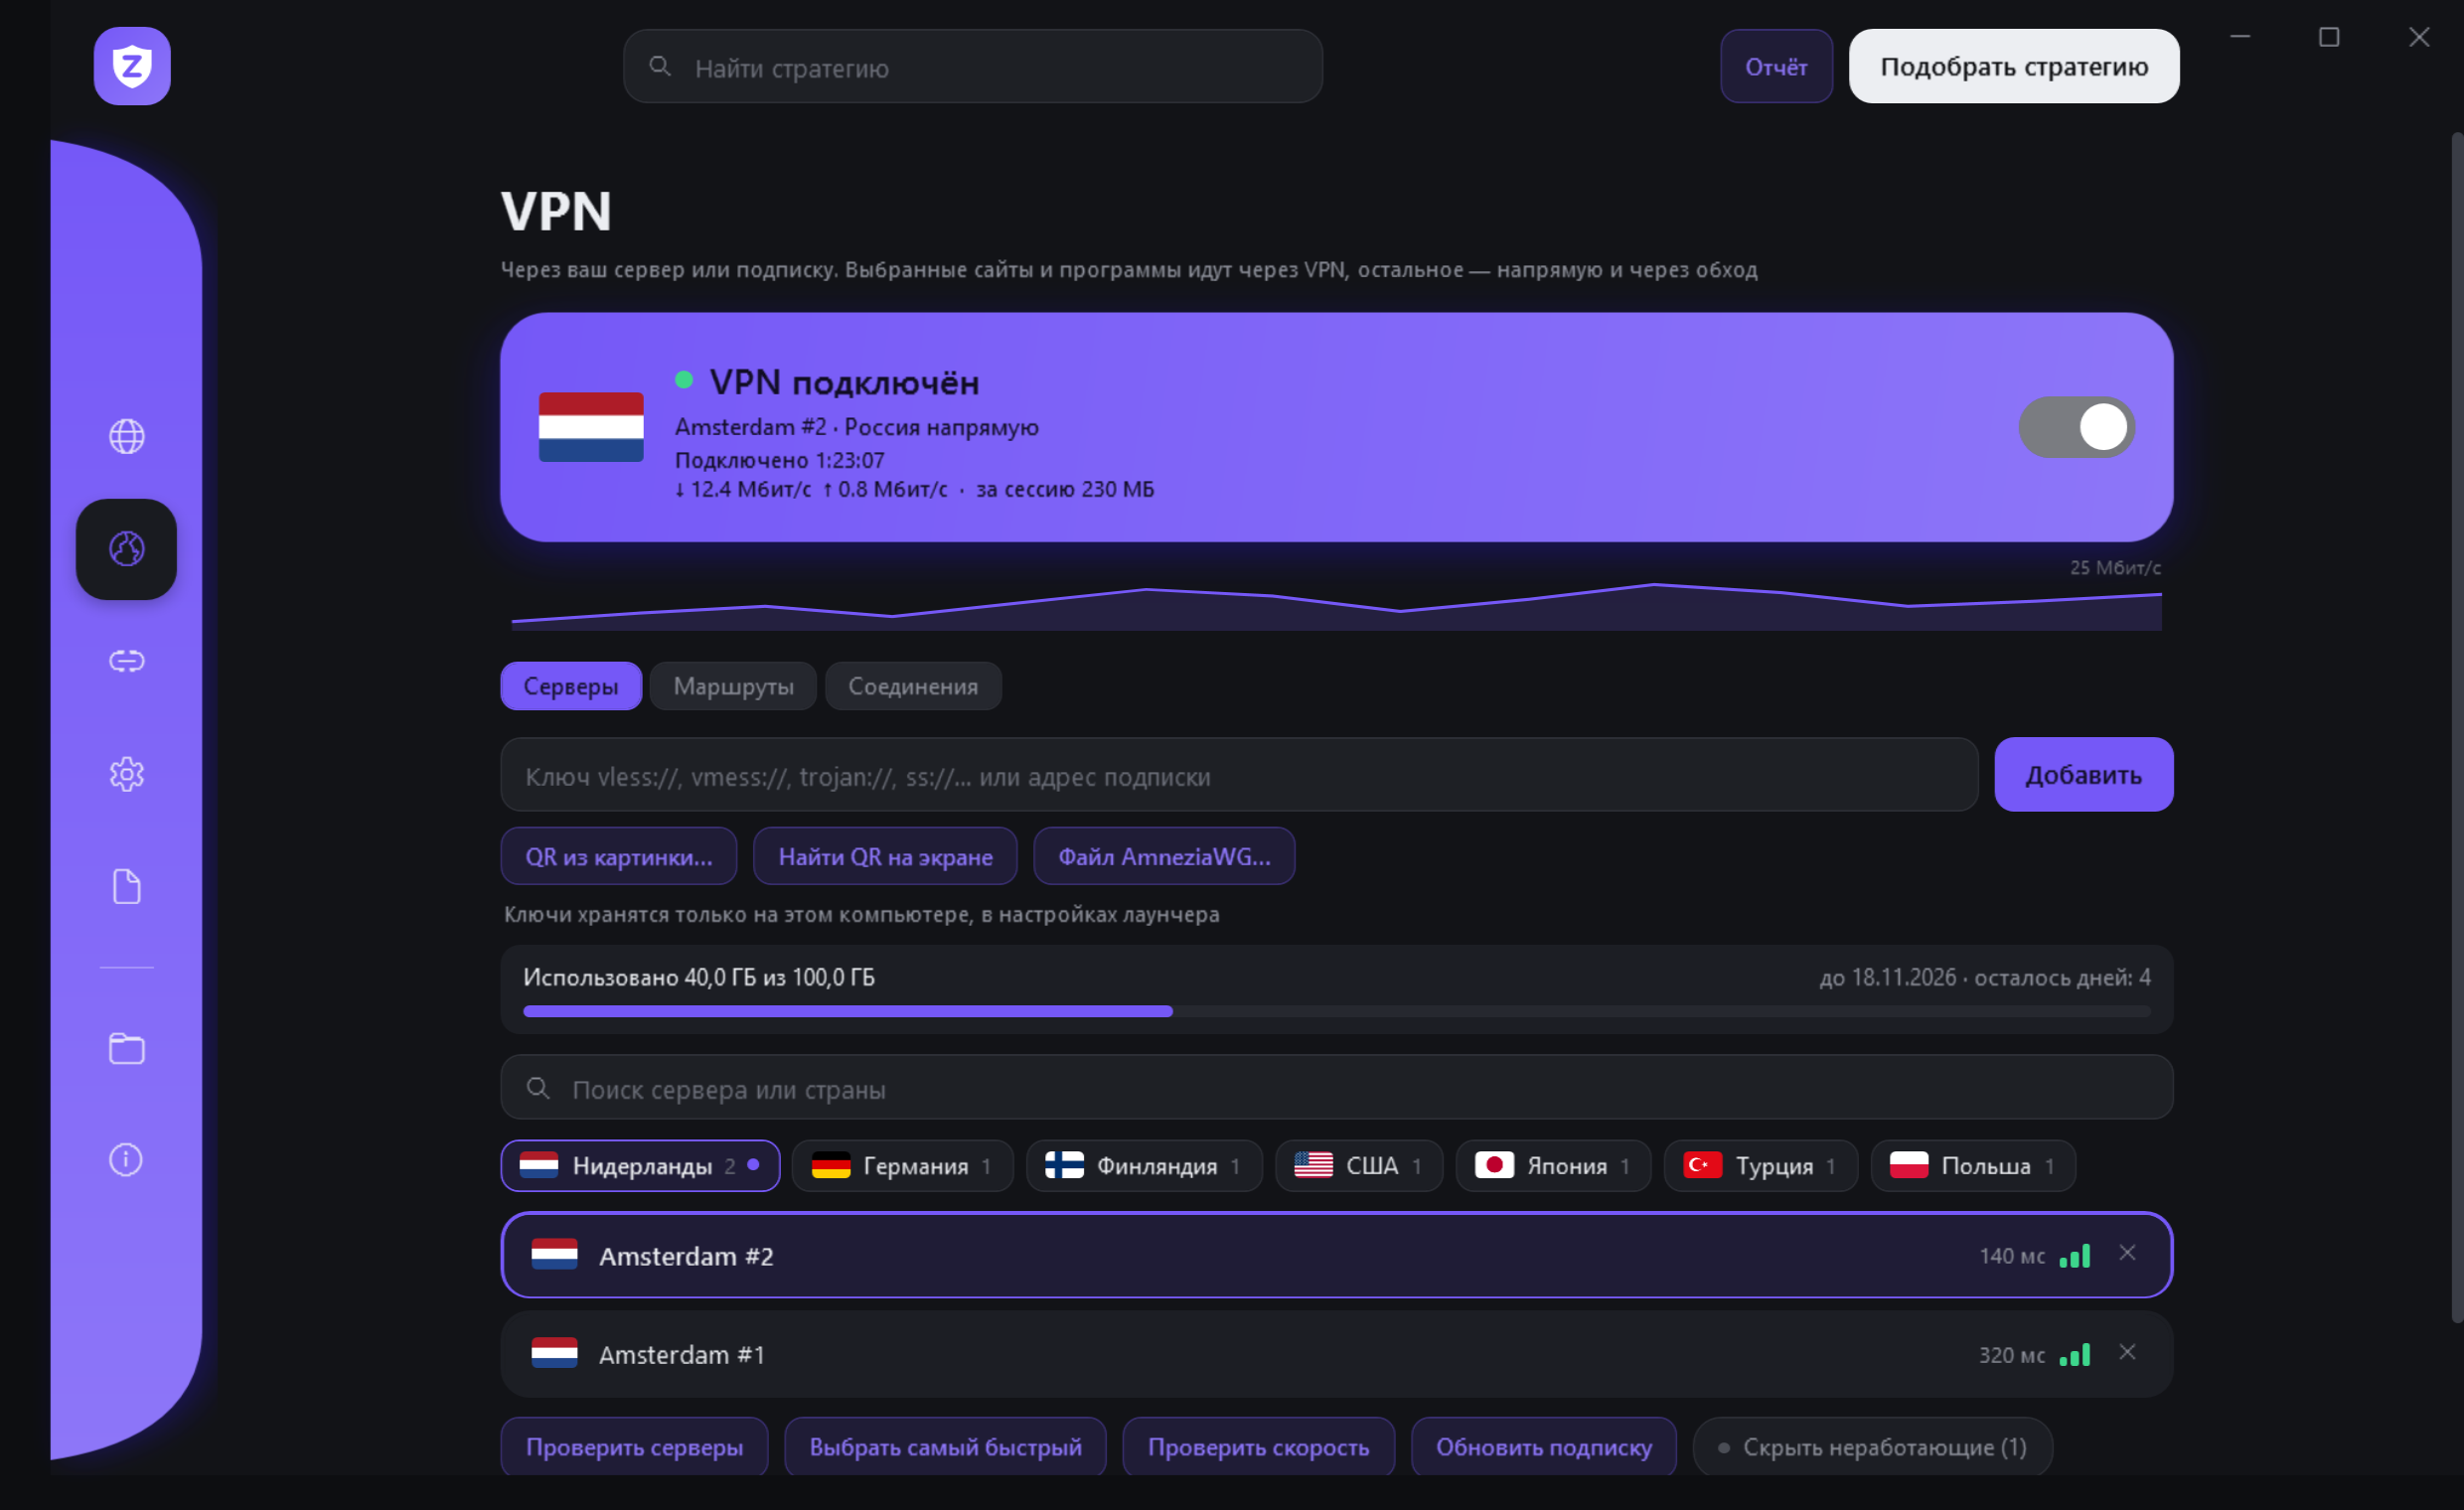 Z
Найти стратегию
Отчёт
Подобрать стратегию
VPN
Через ваш сервер или подписку. Выбранные сайты и программы идут через VPN, остальное — напрямую и через обход
VPN подключён
Amsterdam #2 · Россия напрямую
Подключено 1:23:07
↓ 12.4 Мбит/с ↑ 0.8 Мбит/с · за сессию 230 МБ
25 Мбит/с
Серверы
Маршруты
Соединения
Ключ vless://, vmess://, trojan://, ss://... или адрес подписки
Добавить
QR из картинки...
Найти QR на экране
Файл AmneziaWG...
Ключи хранятся только на этом компьютере, в настройках лаунчера
Использовано 40,0 ГБ из 100,0 ГБ
до 18.11.2026 · осталось дней: 4
Поиск сервера или страны
Нидерланды 2
Германия 1
Финляндия 1
США 1
Япония 1
Турция 1
Польша 1
Amsterdam #2
140 мс
Amsterdam #1
320 мс
Проверить серверы
Выбрать самый быстрый
Проверить скорость
Обновить подписку
Скрыть неработающие (1)